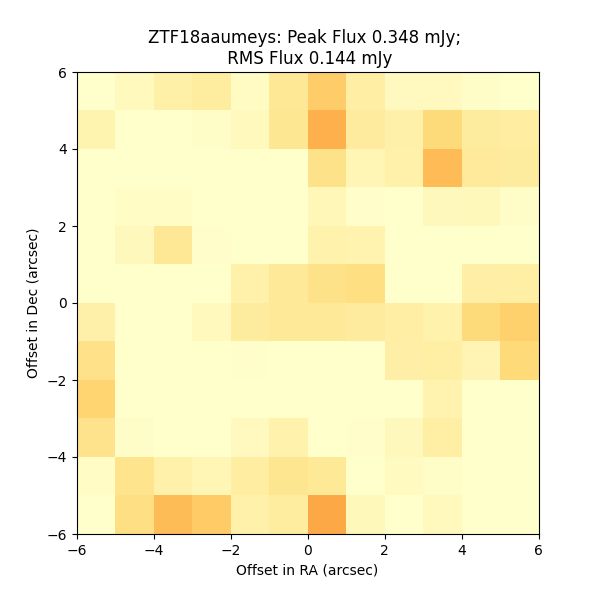 ZTF18aaumeys: Peak Flux 0.348 mJy;
RMS Flux 0.144 mJy
6
4
2
0
−2
−4
−6
Offset in Dec (arcsec)
−6 −4 −2 0 2 4 6
Offset in RA (arcsec)